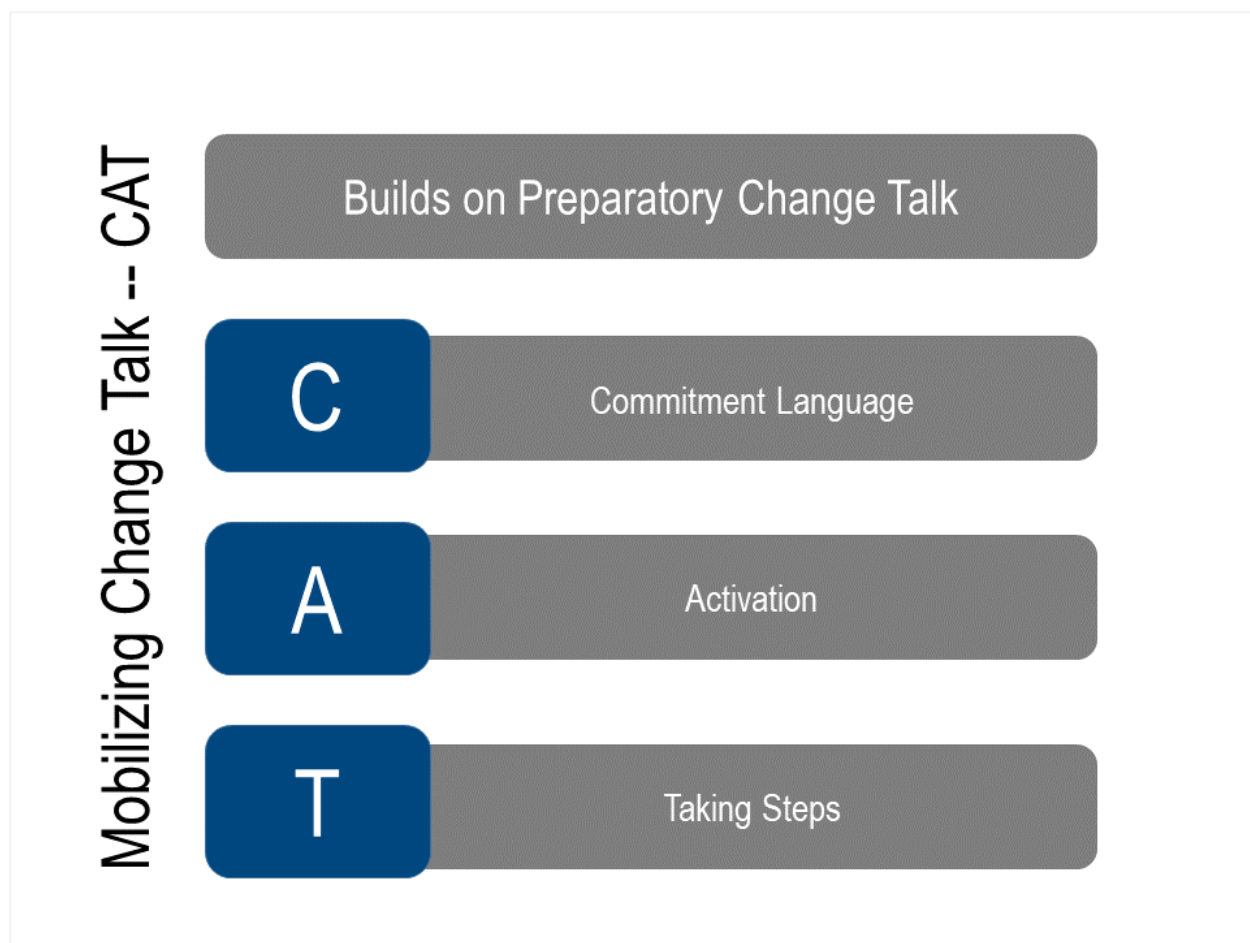 Mobilizing Change Talk -- CAT
Builds on Preparatory Change Talk
C
Commitment Language
A
Activation
T
Taking Steps